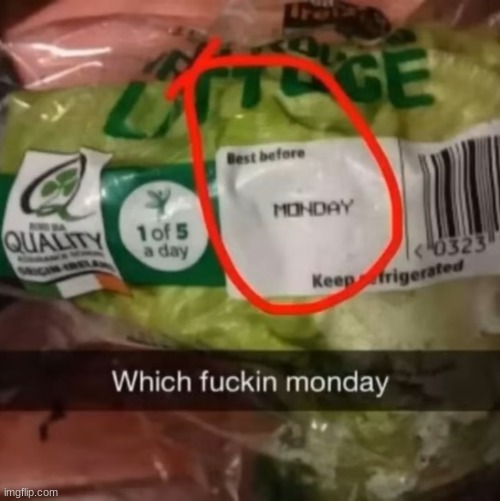 LETTUCE
Best before
MONDAY
QUALITY
1 of 5
a day
<0323
Keep refrigerated
Which fuckin monday
imgflip.com